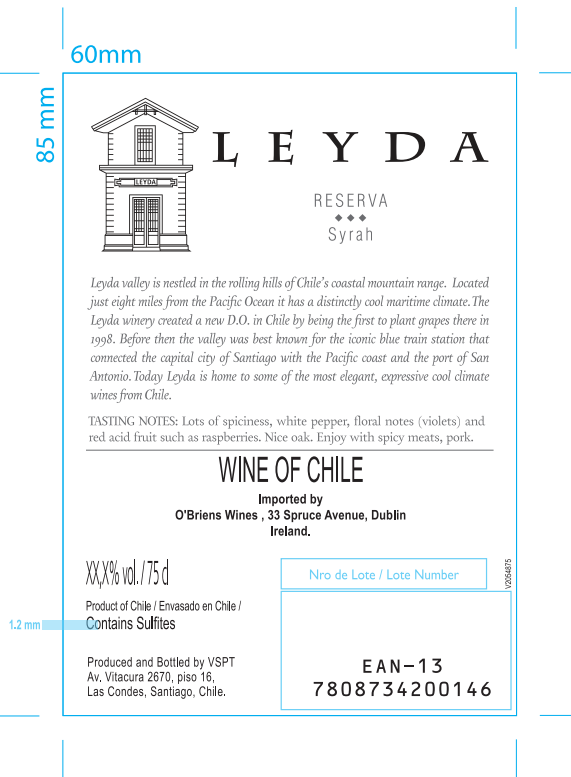 60mm
85 mm
LEYDA
LEYDA
RESERVA
Syrah
Leyda valley is nestled in the rolling hills of Chile's coastal mountain range. Located
just eight miles from the Pacific Ocean it has a distinctly cool maritime climate.The
Leyda winery created a new D.O. in Chile by being the first to plant grapes there in
1998. Before then the valley was best known for the iconic blue train station that
connected the capital city of Santiago with the Pacific coast and the port of San
Antonio.Today Leyda is home to some of the most elegant, expressive cool climate
wines from Chile.
TASTING NOTES: Lots of spiciness, white pepper, floral notes (violets) and
red acid fruit such as raspberries. Nice oak. Enjoy with spicy meats, pork.
WINE OF CHILE
Imported by
O'Briens Wines , 33 Spruce Avenue, Dublin
Ireland.
XX,X% vol. / 75 cl
Nro de Lote / Lote Number
V2054875
Product of Chile / Envasado en Chile /
1.2 mm
Contains Sulfites
Produced and Bottled by VSPT
Av. Vitacura 2670, piso 16,
Las Condes, Santiago, Chile.
EAN-13
7808734200146